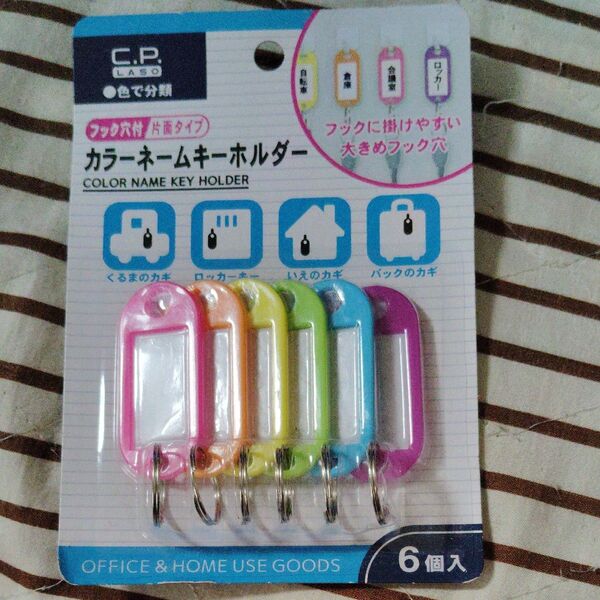 C.P.
LASO
●色で分類
フック穴付 片面タイプ
カラーネームキーホルダー
COLOR NAME KEY HOLDER
自転車
倉庫
会議室
ロッカー
フックに掛けやすい
大きめフック穴
くるまのカギ
ロッカーキー
いえのカギ
バックのカギ
OFFICE & HOME USE GOODS
6個入